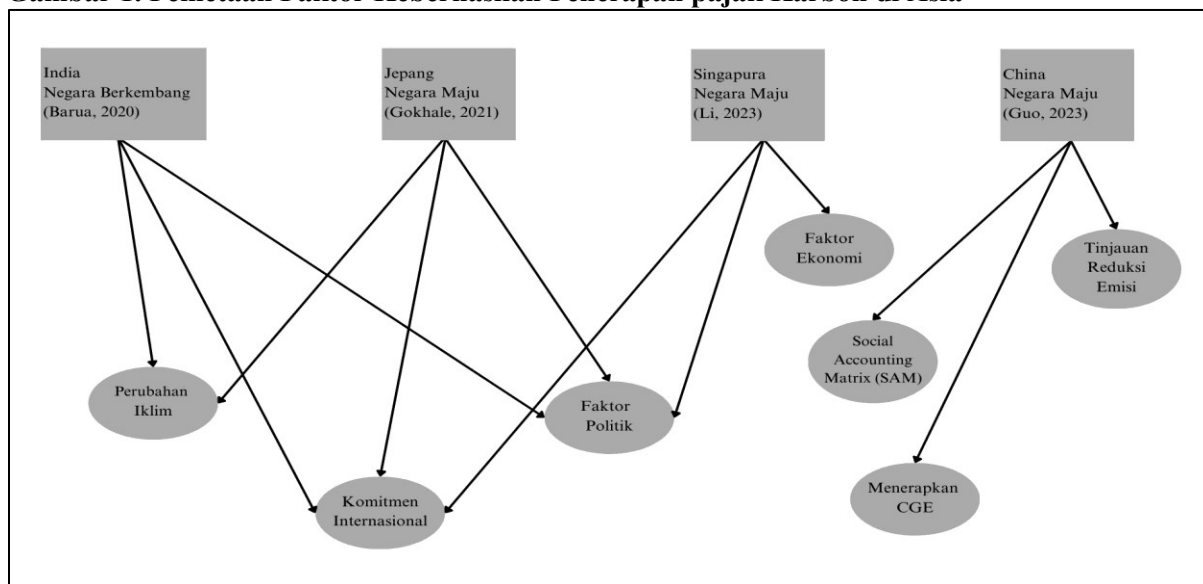 Gambar 1. Pemetaan Faktor Keberhasilan Penerapan pajak Karbon di Asia
India
Negara Berkembang
(Barua, 2020)
Jepang
Negara Maju
(Gokhale, 2021)
Singapura
Negara Maju
(Li, 2023)
China
Negara Maju
(Guo, 2023)
Faktor
Ekonomi
Tinjauan
Reduksi
Emisi
Social
Accounting
Matrix (SAM)
Perubahan
Iklim
Faktor
Politik
Komitmen
Internasional
Menerapkan
CGE